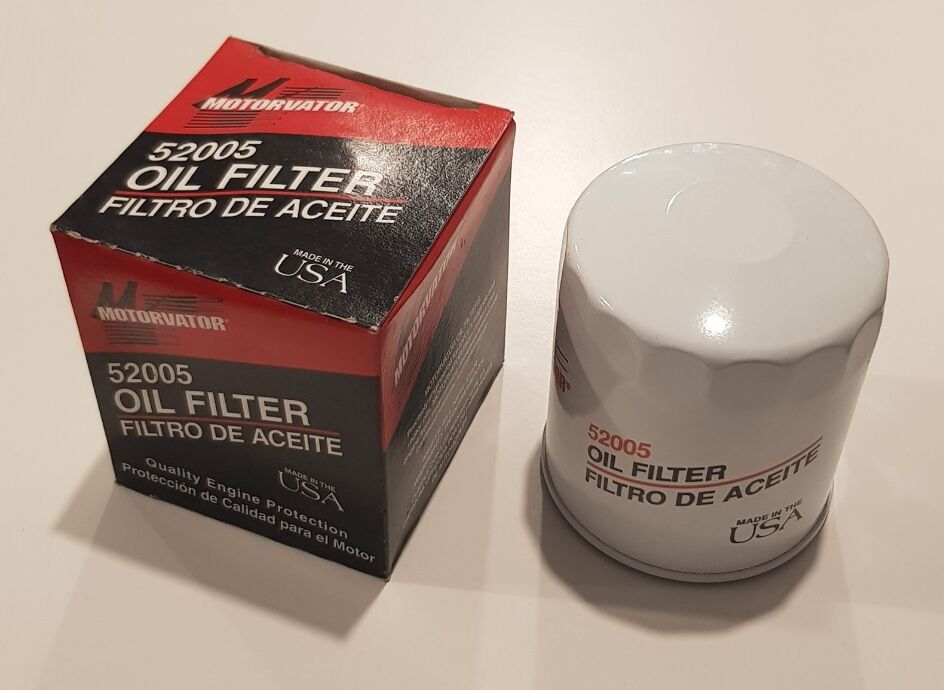 MOTORVATOR
52005
OIL FILTER
FILTRO DE ACEITE
MADE IN THE
USA
MOTORVATOR®
52005
OIL FILTER
FILTRO DE ACEITE
MADE IN THE
USA
Quality Engine Protection
Protección de Calidad para el Motor
MOTORVATOR
52005
OIL FILTER
FILTRO DE ACEITE
MADE IN THE
USA